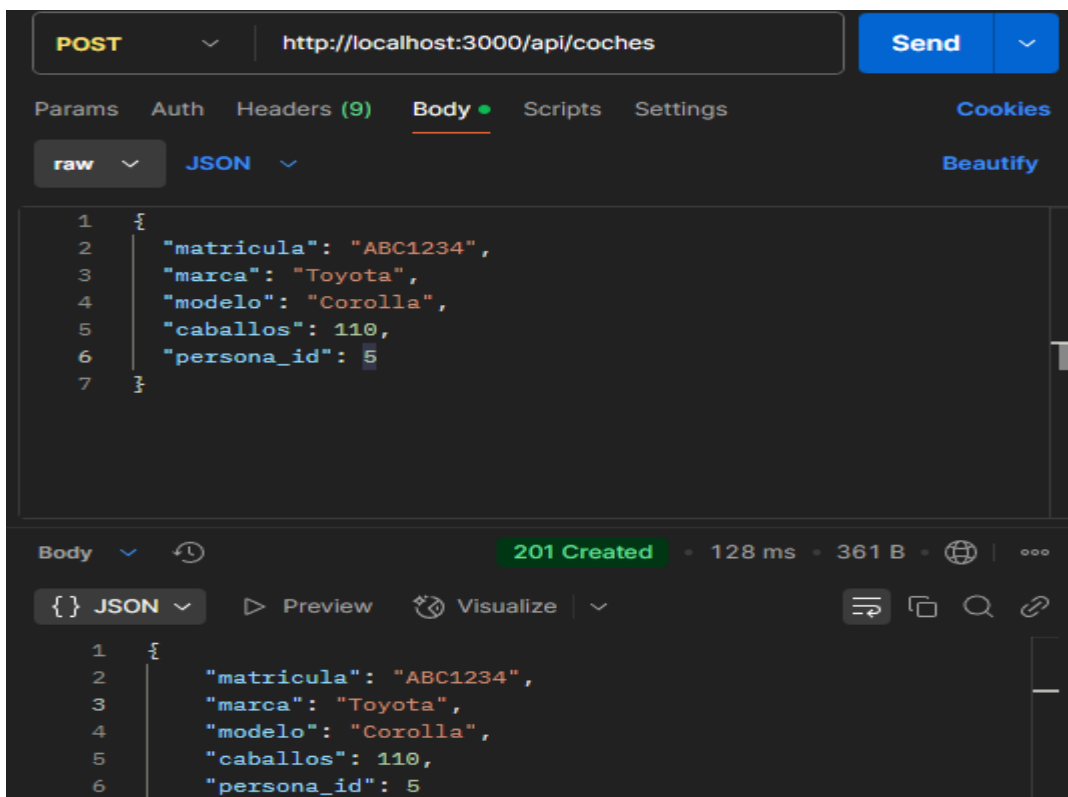 POST http://localhost:3000/api/coches Send
Params Auth Headers (9) Body Scripts Settings Cookies
raw JSON Beautify
1 {
2 "matricula": "ABC1234",
3 "marca": "Toyota",
4 "modelo": "Corolla",
5 "caballos": 110,
6 "persona_id": 5
7 }
Body 201 Created 128 ms 361 B
{} JSON Preview Visualize
1 {
2 "matricula": "ABC1234",
3 "marca": "Toyota",
4 "modelo": "Corolla",
5 "caballos": 110,
6 "persona_id": 5